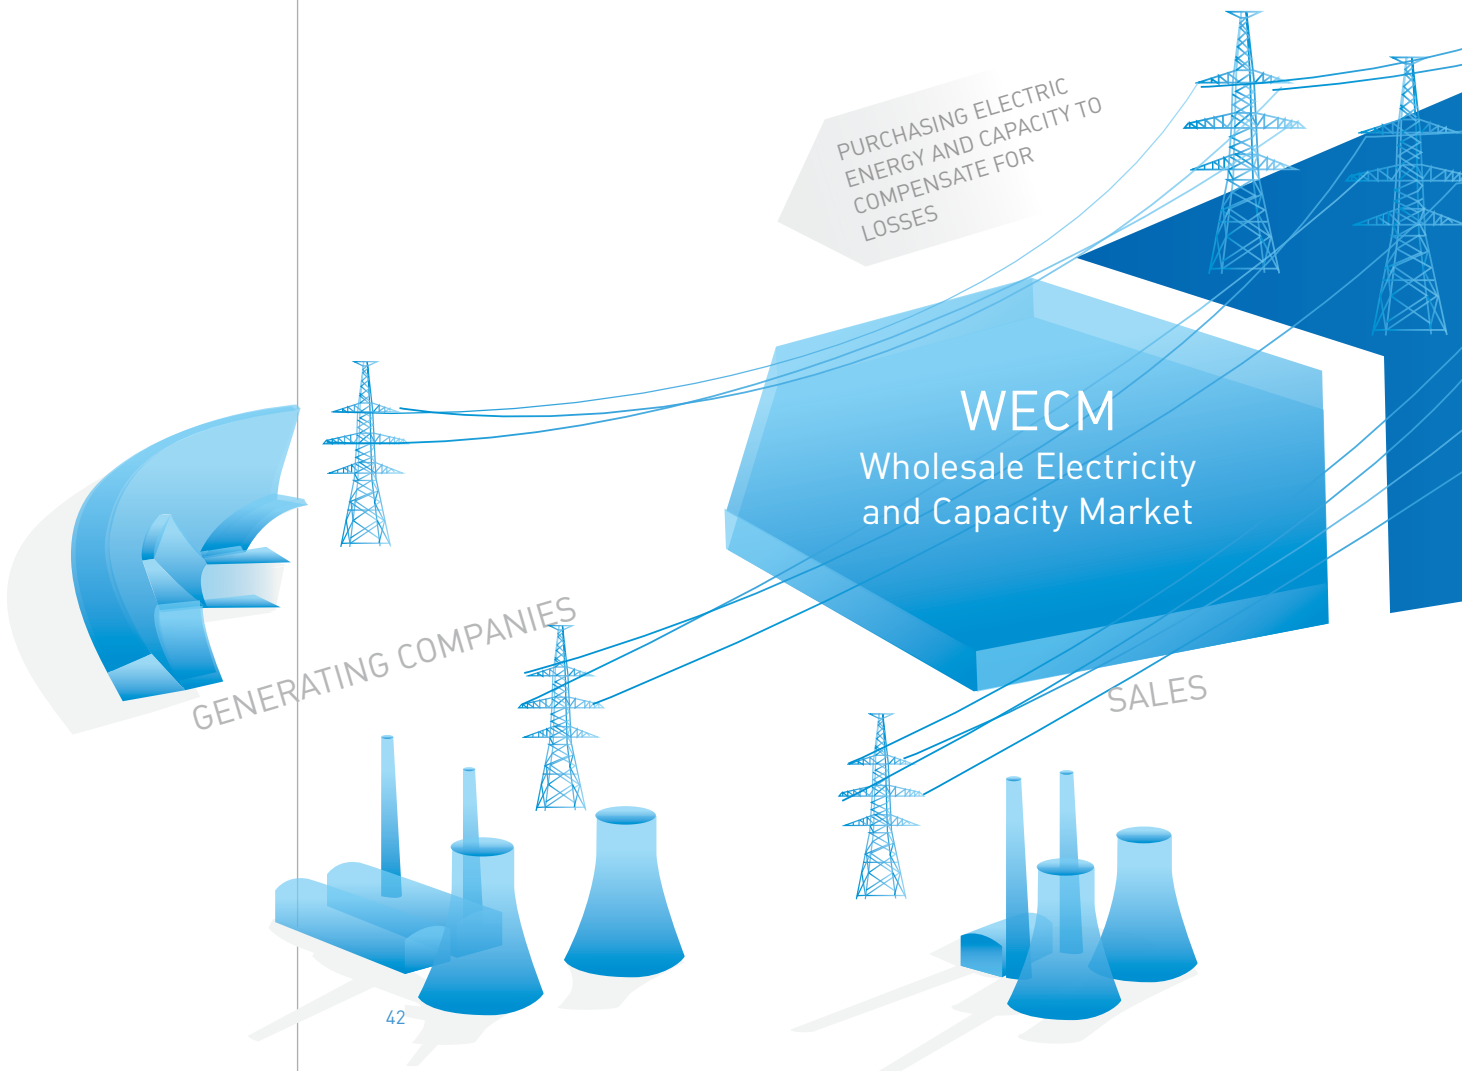 PURCHASING ELECTRIC
ENERGY AND CAPACITY TO
COMPENSATE FOR
LOSSES
WECM
Wholesale Electricity
and Capacity Market
GENERATING COMPANIES
SALES
42